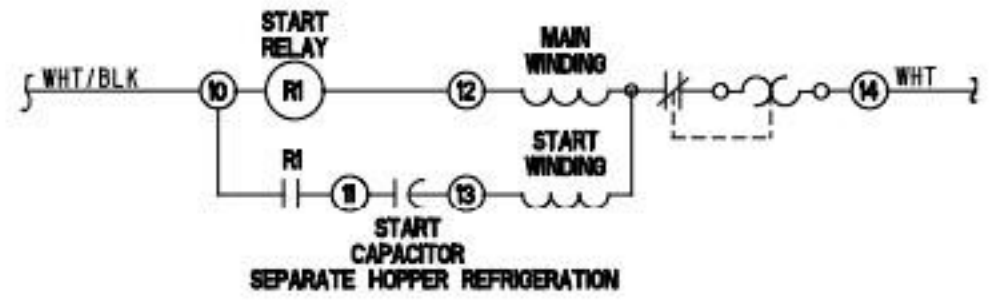 START
RELAY
MAIN
WINDING
WHT/BLK
10
R1
12
14
WHT
R1
START
WINDING
11
13
START
CAPACITOR
SEPARATE HOPPER REFRIGERATION